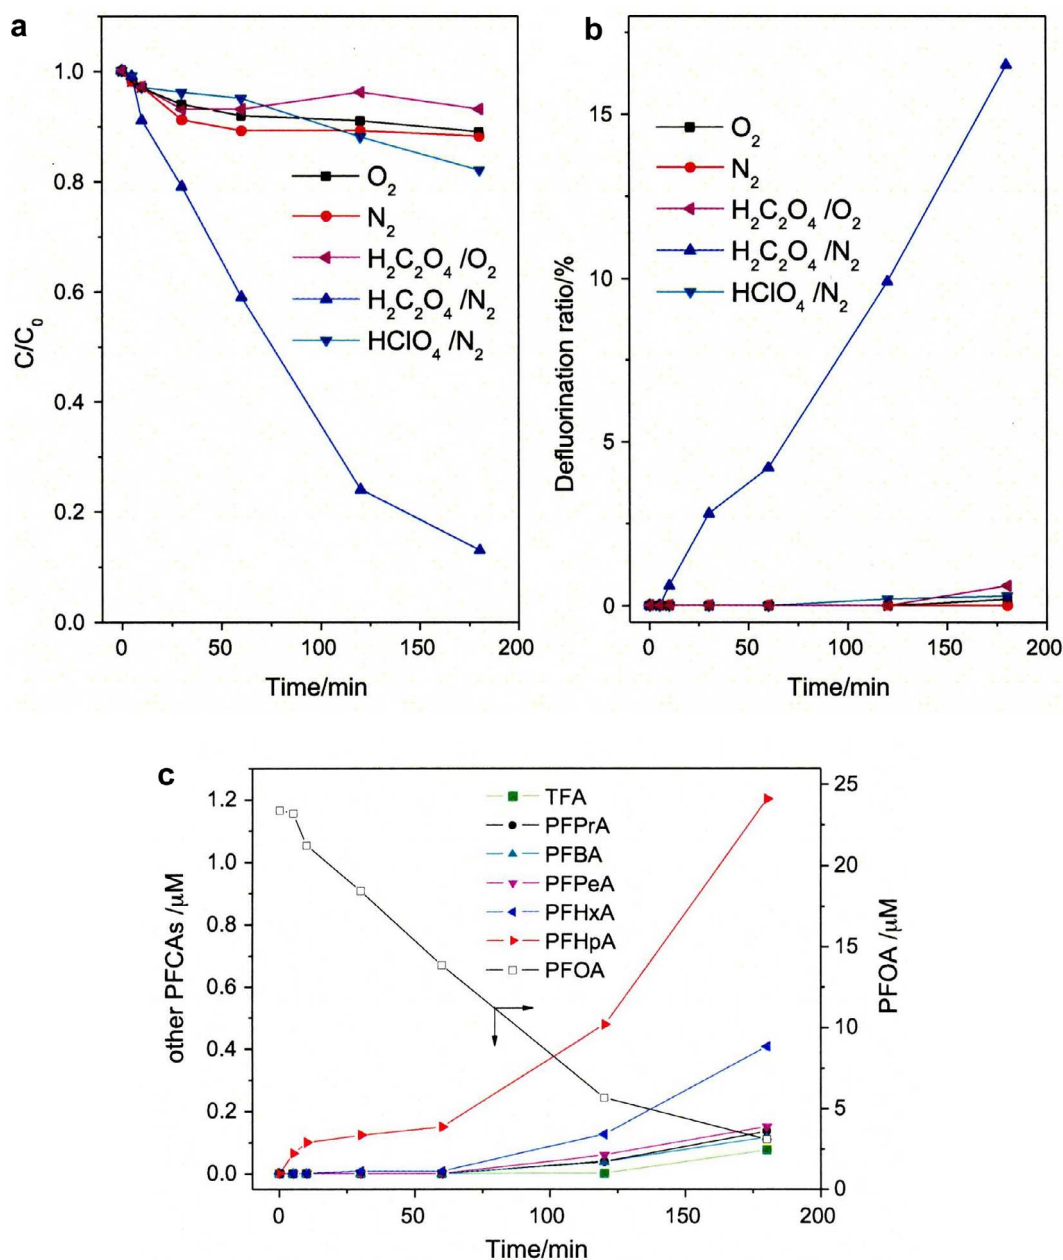 a
1.0
0.8
0.6
0.4
0.2
0.0
C/C₀
O₂
N₂
H₂C₂O₄ /O₂
H₂C₂O₄ /N₂
HClO₄ /N₂
0 50 100 150 200
Time/min
b
15
10
5
0
Defluorination ratio/%
O₂
N₂
H₂C₂O₄ /O₂
H₂C₂O₄ /N₂
HClO₄ /N₂
0 50 100 150 200
Time/min
c
1.2
1.0
0.8
0.6
0.4
0.2
0.0
other PFCAs /μM
TFA
PFPrA
PFBA
PFPeA
PFHxA
PFHpA
PFOA
25
20
15
10
5
0
PFOA /μM
0 50 100 150 200
Time/min